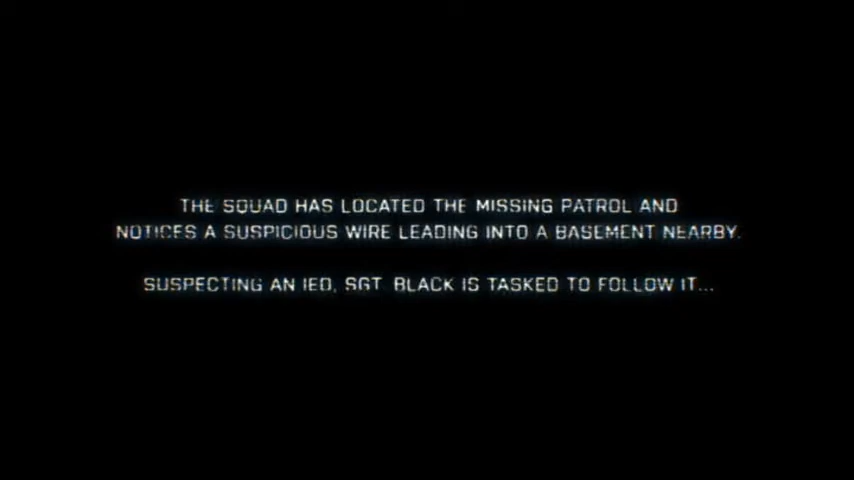 THE SQUAD HAS LOCATED THE MISSING PATROL AND
NOTICES A SUSPICIOUS WIRE LEADING INTO A BASEMENT NEARBY.
SUSPECTING AN IED, SGT. BLACK IS TASKED TO FOLLOW IT...